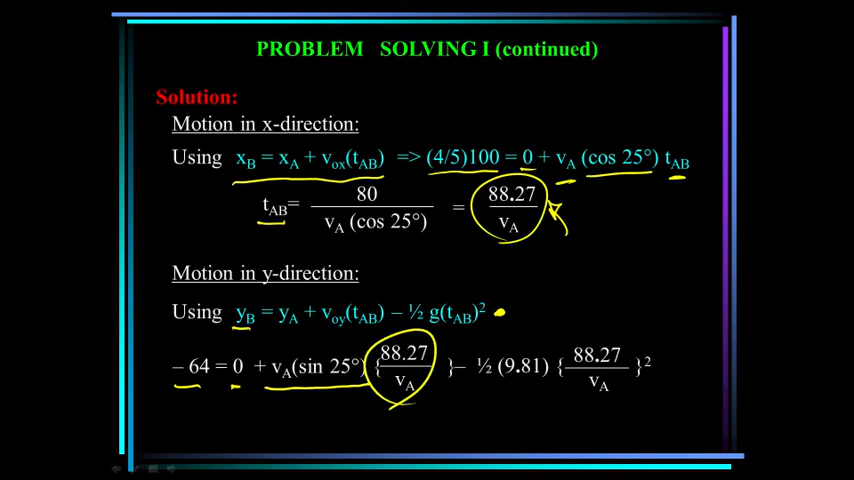 PROBLEM SOLVING I (continued)
Solution:
Motion in x-direction:
Using x_B = x_A + v_ox(t_AB) => (4/5)100 = 0 + v_A (cos 25°) t_AB
t_AB= 80 / v_A (cos 25°) = 88.27 / v_A
Motion in y-direction:
Using y_B = y_A + v_oy(t_AB) – ½ g(t_AB)²
– 64 = 0 + v_A(sin 25°) {88.27 / v_A}– ½ (9.81) {88.27 / v_A}²